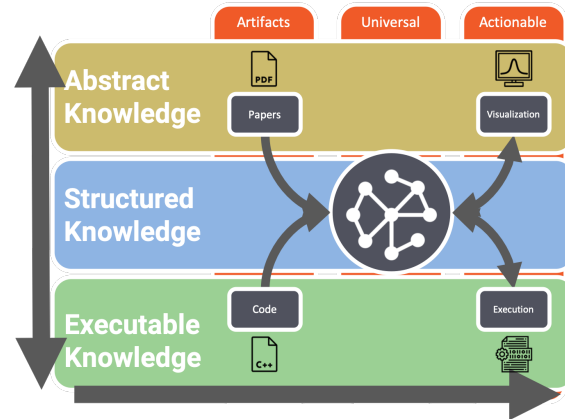 Artifacts
Universal
Actionable
Abstract
Knowledge
PDF
Papers
Visualization
Structured
Knowledge
Executable
Knowledge
Code
C++
Execution